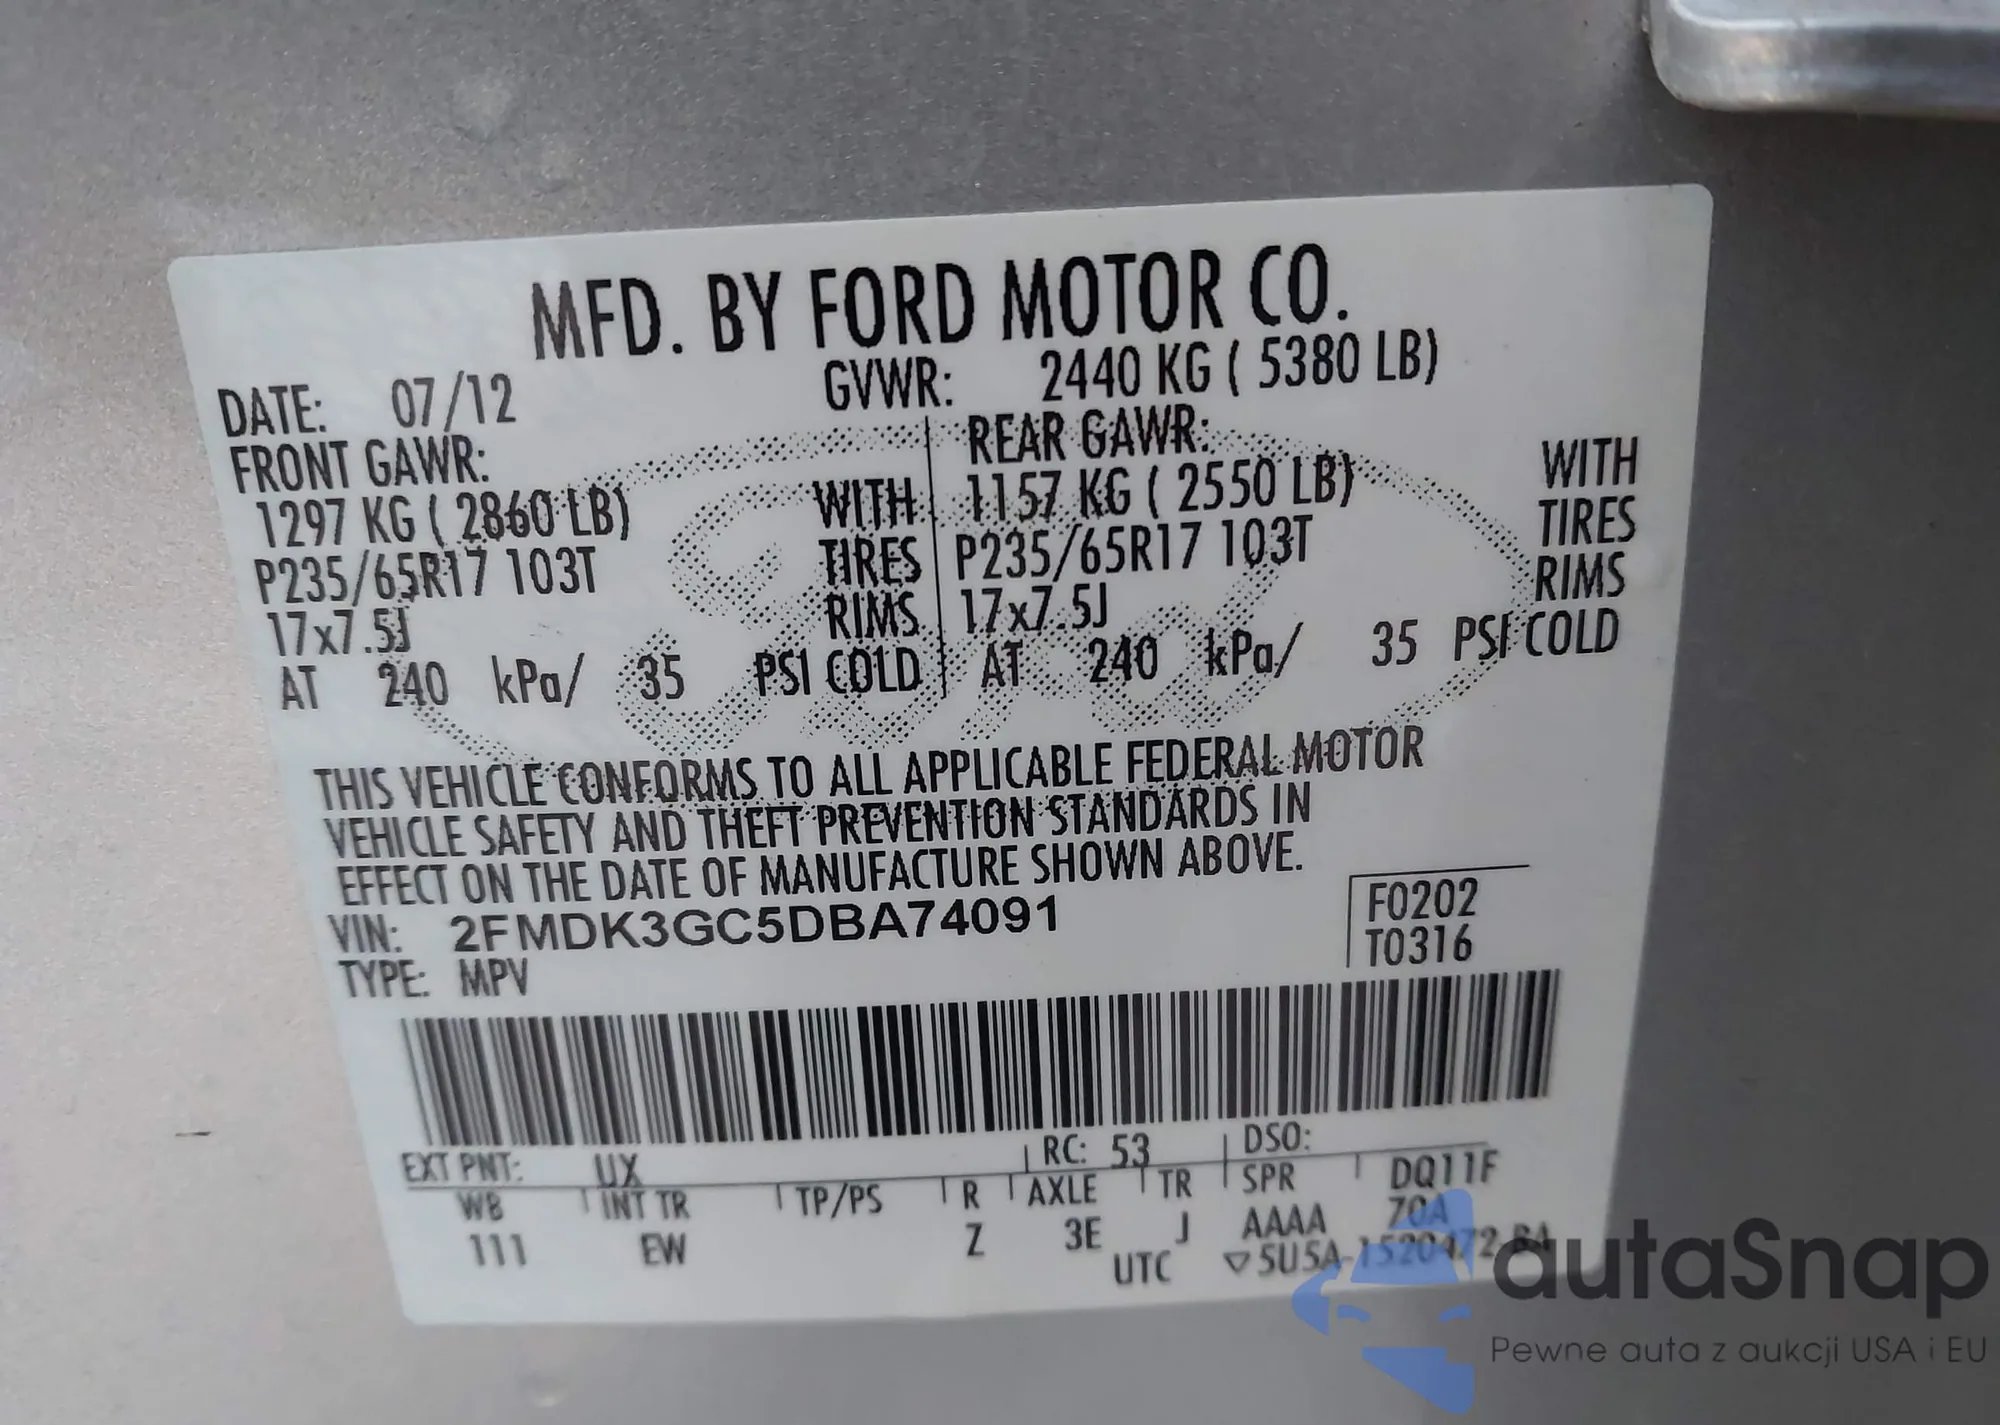 MFD. BY FORD MOTOR CO.
DATE: 07/12 GVWR: 2440 KG ( 5380 LB)
FRONT GAWR: REAR GAWR:
1297 KG ( 2860 LB) WITH 1157 KG ( 2550 LB) WITH
P235/65R17 103T TIRES P235/65R17 103T TIRES
17x7.5J RIMS 17x7.5J RIMS
AT 240 kPa/ 35 PSI COLD AT 240 kPa/ 35 PSI COLD
THIS VEHICLE CONFORMS TO ALL APPLICABLE FEDERAL MOTOR
VEHICLE SAFETY AND THEFT PREVENTION STANDARDS IN
EFFECT ON THE DATE OF MANUFACTURE SHOWN ABOVE.
VIN: 2FMDK3GC5DBA74091 F0202
TYPE: MPV T0316
EXT PNT: UX RC: 53 DSO:
WB INT TR TP/PS R AXLE TR SPR DQ11F
111 EW Z 3E J AAAA 70A
UTC ▽5U5A-1520472-BA
autaSnap
Pewne auta z aukcji USA i EU